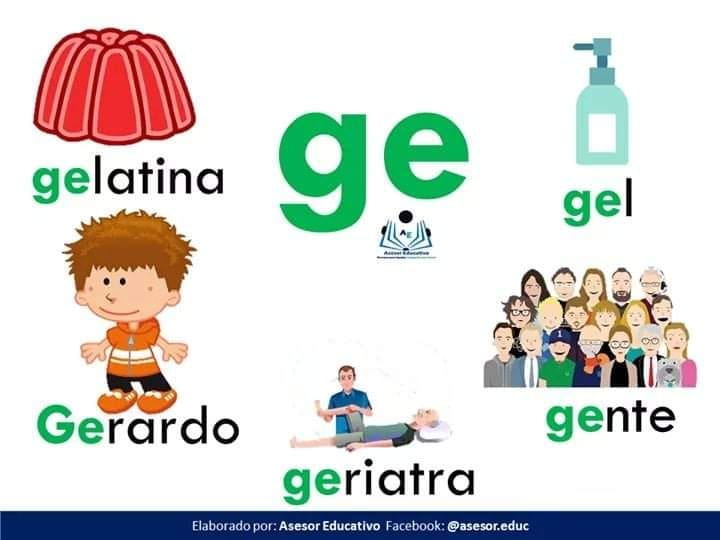 ge
gelatina
gel
Asesor Educativo
Gerardo
gente
geriatra
Elaborado por: Asesor Educativo Facebook: @asesor.educ